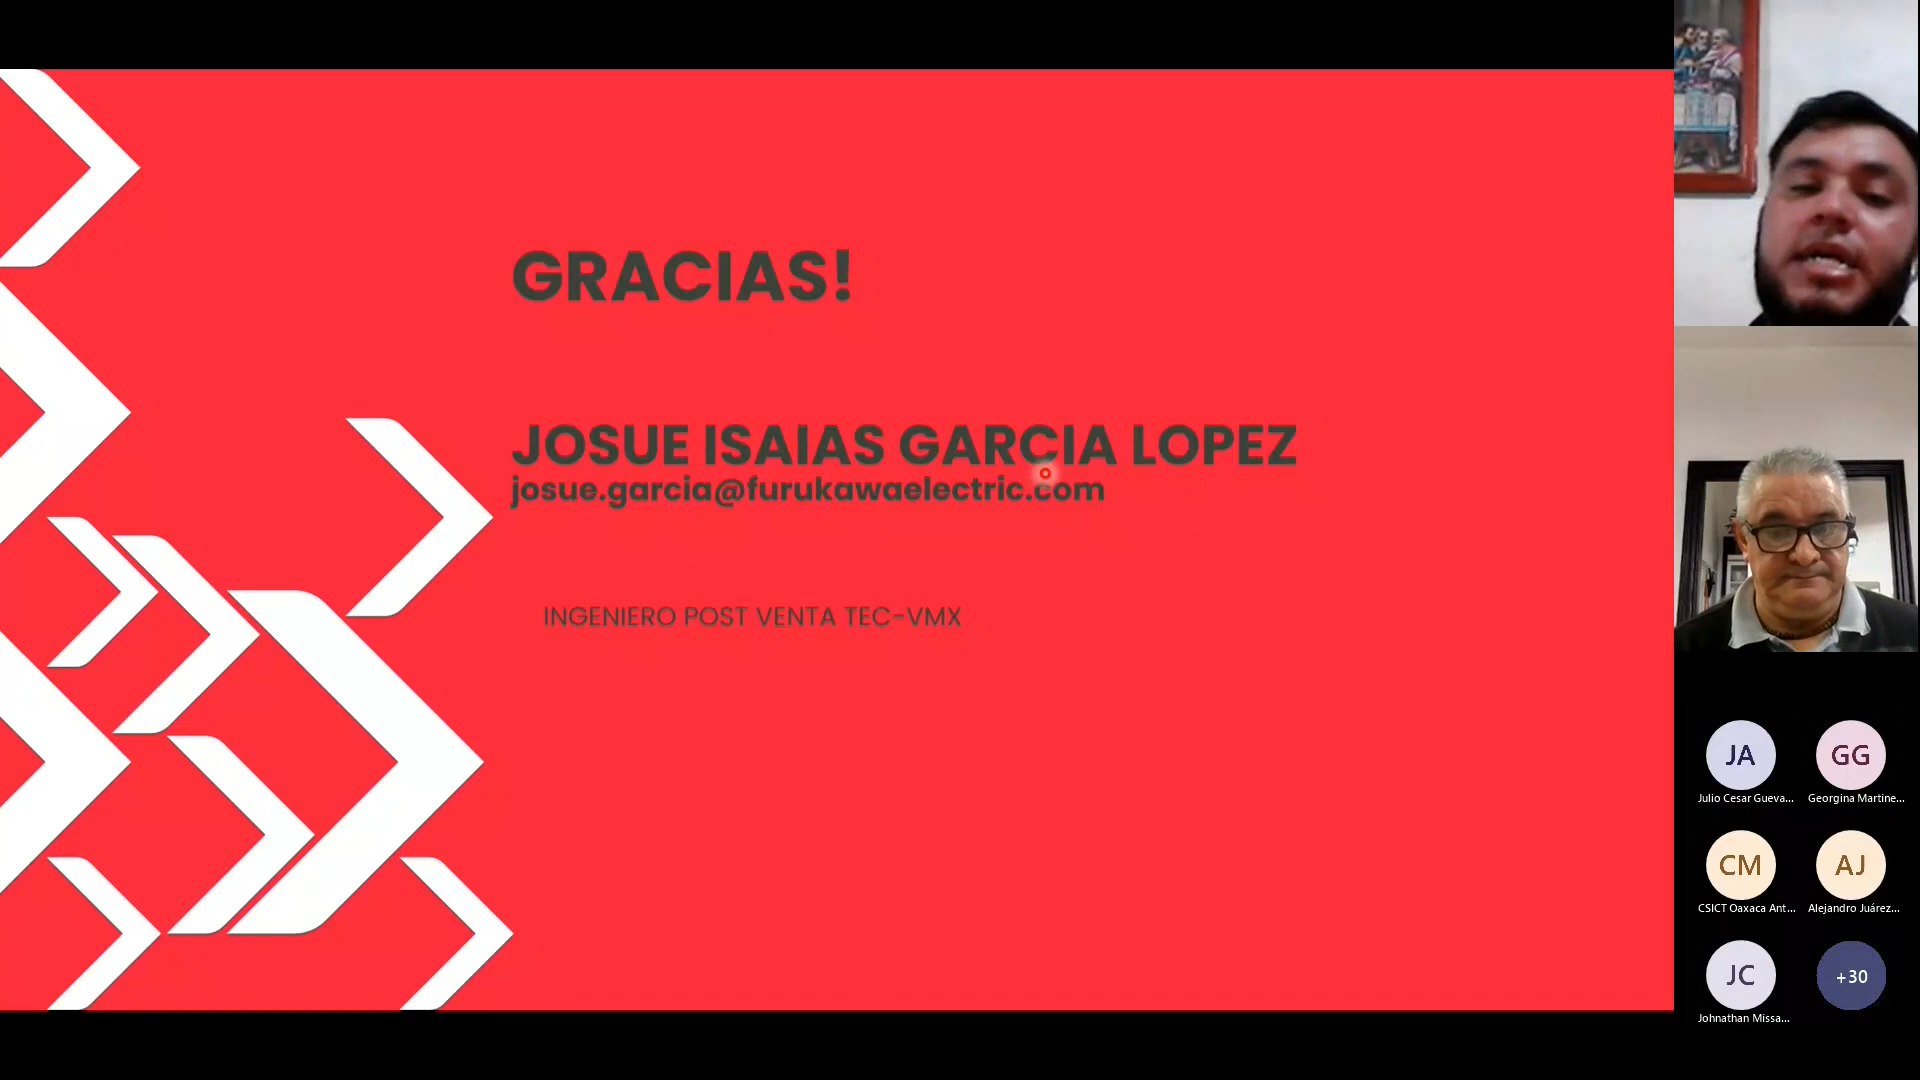 GRACIAS!
JOSUE ISAIAS GARCIA LOPEZ
josue.garcia@furukawaelectric.com
INGENIERO POST VENTA TEC-VMX
JA
GG
Julio Cesar Gueva...
Georgina Martine...
CM
AJ
CSICT Oaxaca Ant...
Alejandro Juárez...
JC
+30
Johnathan Missa...